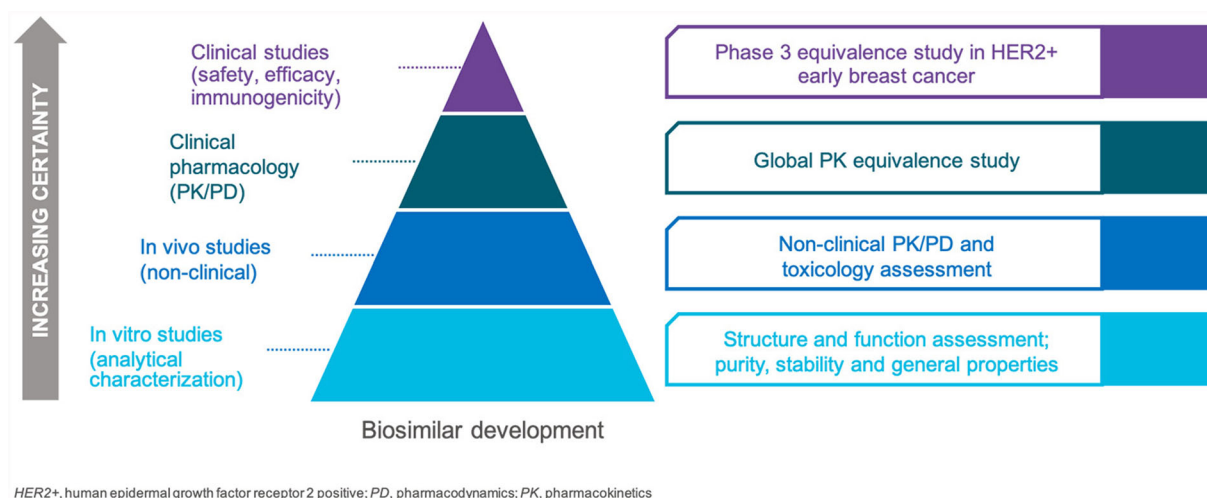 INCREASING CERTAINTY
Clinical studies
(safety, efficacy,
immunogenicity)
Phase 3 equivalence study in HER2+
early breast cancer
Clinical
pharmacology
(PK/PD)
Global PK equivalence study
In vivo studies
(non-clinical)
Non-clinical PK/PD and
toxicology assessment
In vitro studies
(analytical
characterization)
Structure and function assessment;
purity, stability and general properties
Biosimilar development
HER2+, human epidermal growth factor receptor 2 positive; PD, pharmacodynamics; PK, pharmacokinetics